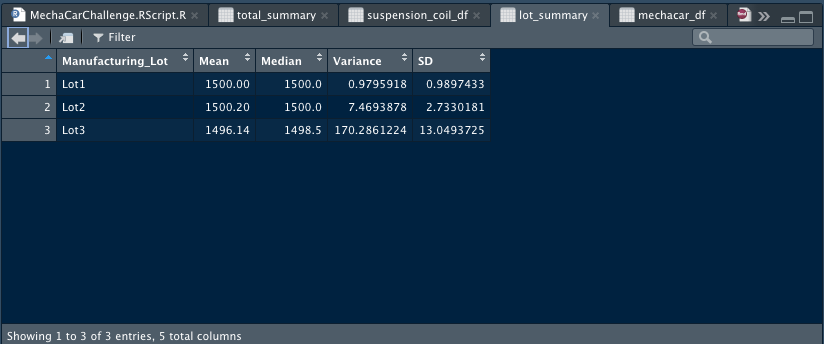 MechaCarChallenge.RScript.R × total_summary × suspension_coil_df × lot_summary × mechacar_df ×
Filter
Manufacturing_Lot Mean Median Variance SD
1 Lot1 1500.00 1500.0 0.9795918 0.9897433
2 Lot2 1500.20 1500.0 7.4693878 2.7330181
3 Lot3 1496.14 1498.5 170.2861224 13.0493725
Showing 1 to 3 of 3 entries, 5 total columns